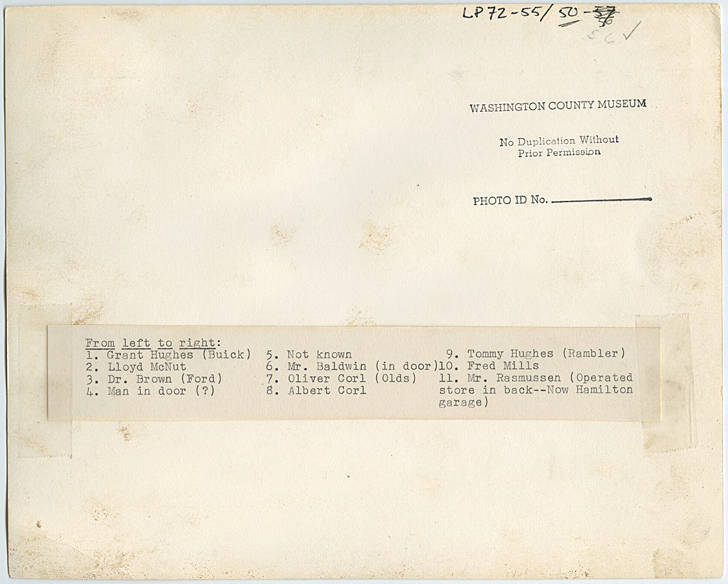 LP72-55/50-57
56
56 ✓
WASHINGTON COUNTY MUSEUM
No Duplication Without
Prior Permission
PHOTO ID No.
From left to right:
1. Grant Hughes (Buick)
2. Lloyd McNut
3. Dr. Brown (Ford)
4. Man in door (?)
5. Not known
6. Mr. Baldwin (in door)
7. Oliver Corl (Olds)
8. Albert Corl
9. Tommy Hughes (Rambler)
10. Fred Mills
11. Mr. Rasmussen (Operated
store in back--Now Hamilton
garage)